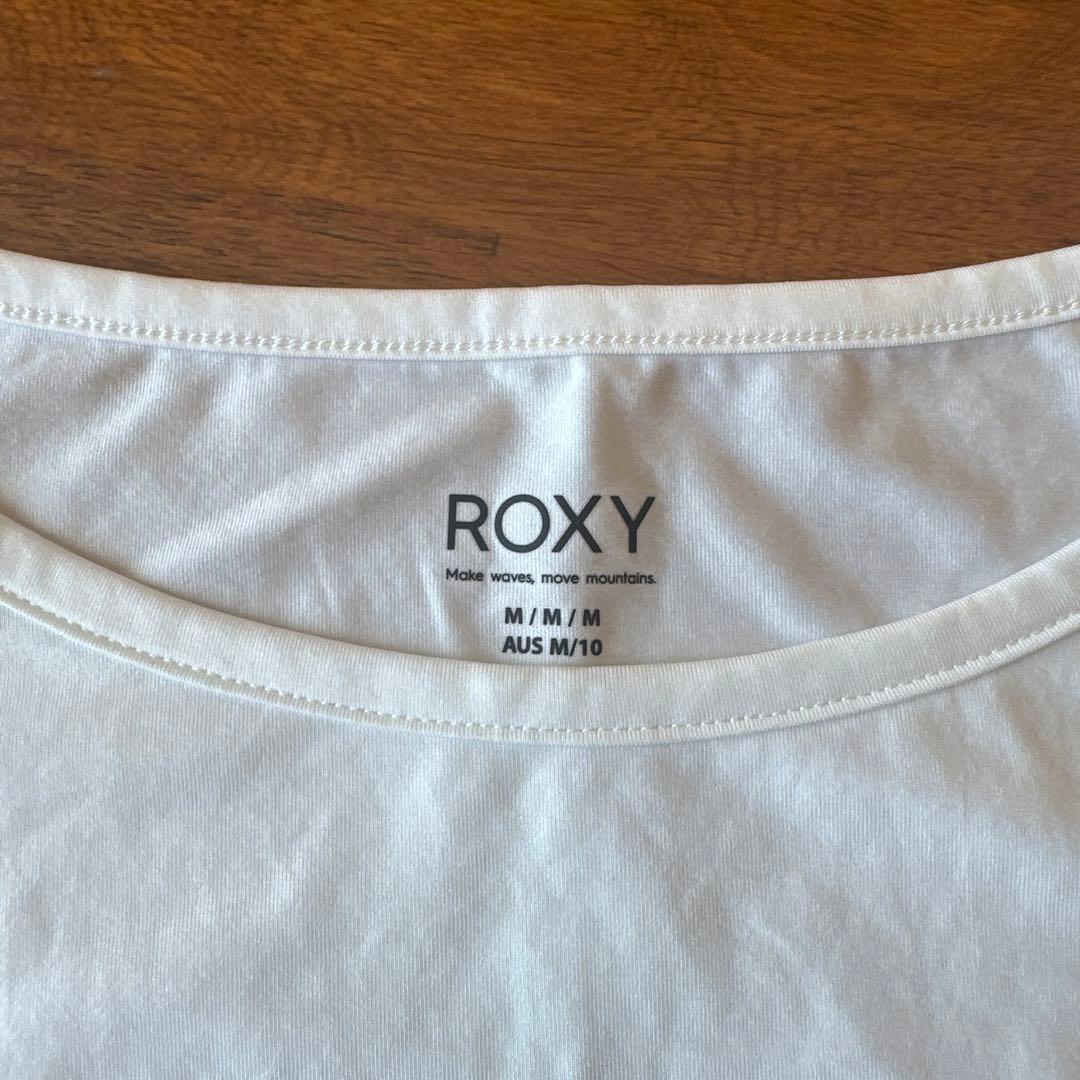 ROXY
Make waves, move mountains.
M / M / M
AUS M/10